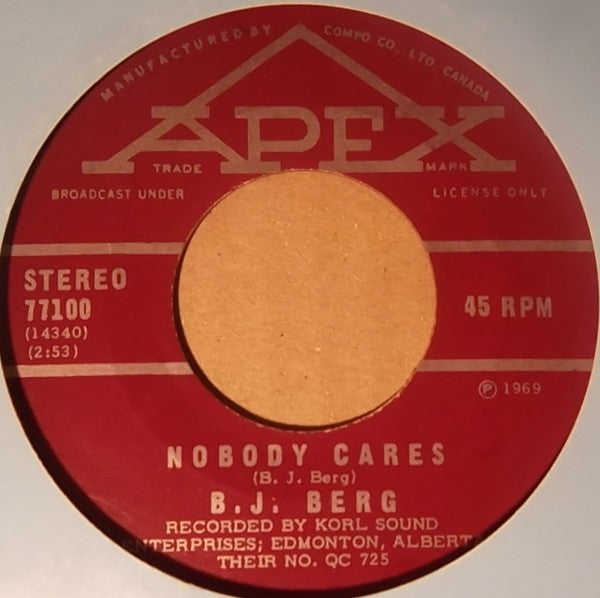 MANUFACTURED BY COMPO CO., LTD. CANADA
APEX
TRADE MARK
BROADCAST UNDER LICENSE ONLY
STEREO
77100
45 RPM
(14340)
(2:53)
℗ 1969
NOBODY CARES
(B. J. Berg)
B.J. BERG
RECORDED BY KORL SOUND
ENTERPRISES; EDMONTON, ALBERTA
THEIR NO. QC 725